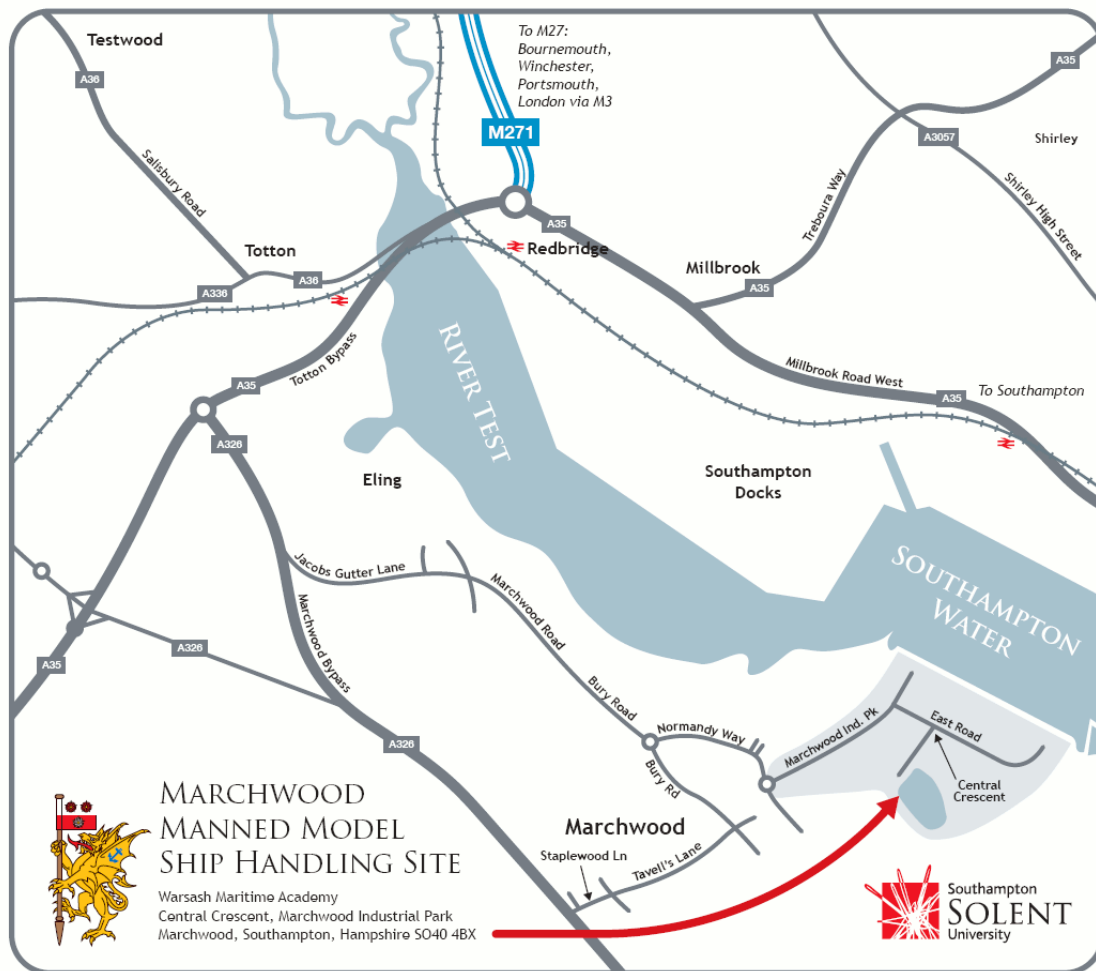 To M27:
Bournemouth,
Winchester,
Portsmouth,
London via M3
Testwood
A36
A35
M271
A3057
Shirley
Salisbury Road
Treboura Way
Shirley High Street
A35
Totton
Redbridge
A36
A336
Millbrook
A35
RIVER TEST
Totton Bypass
Millbrook Road West
A35
A35
To Southampton
A326
Eling
Southampton
Docks
SOUTHAMPTON
WATER
Jacobs Gutter Lane
Marchwood Road
Marchwood Bypass
A326
A35
Bury Road
Normandy Way
Marchwood Ind. Pk
East Road
A326
Bury Rd
Central
Crescent
Marchwood
Staplewood Ln
Tavell's Lane
MARCHWOOD
MANNED MODEL
SHIP HANDLING SITE
Warsash Maritime Academy
Central Crescent, Marchwood Industrial Park
Marchwood, Southampton, Hampshire SO40 4BX
Southampton
SOLENT
University